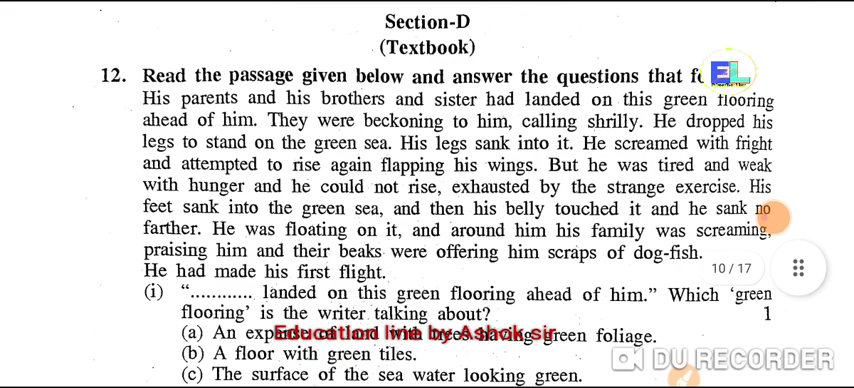 Section-D
(Textbook)
12. Read the passage given below and answer the questions that
EL
His parents and his brothers and sister had landed on this green flooring
ahead of him. They were beckoning to him, calling shrilly. He dropped his
legs to stand on the green sea. His legs sank into it. He screamed with fright
and attempted to rise again flapping his wings. But he was tired and weak
with hunger and he could not rise, exhausted by the strange exercise. His
feet sank into the green sea, and then his belly touched it and he sank no
farther. He was floating on it, and around him his family was screaming,
praising him and their beaks were offering him scraps of dog-fish.
He had made his first flight.
10 / 17
(i) “............ landed on this green flooring ahead of him.” Which ‘green
flooring’ is the writer talking about? 1
(a) An expanse of land with trees having green foliage.
Education line by Ashok sir
(b) A floor with green tiles.
DU RECORDER
(c) The surface of the sea water looking green.